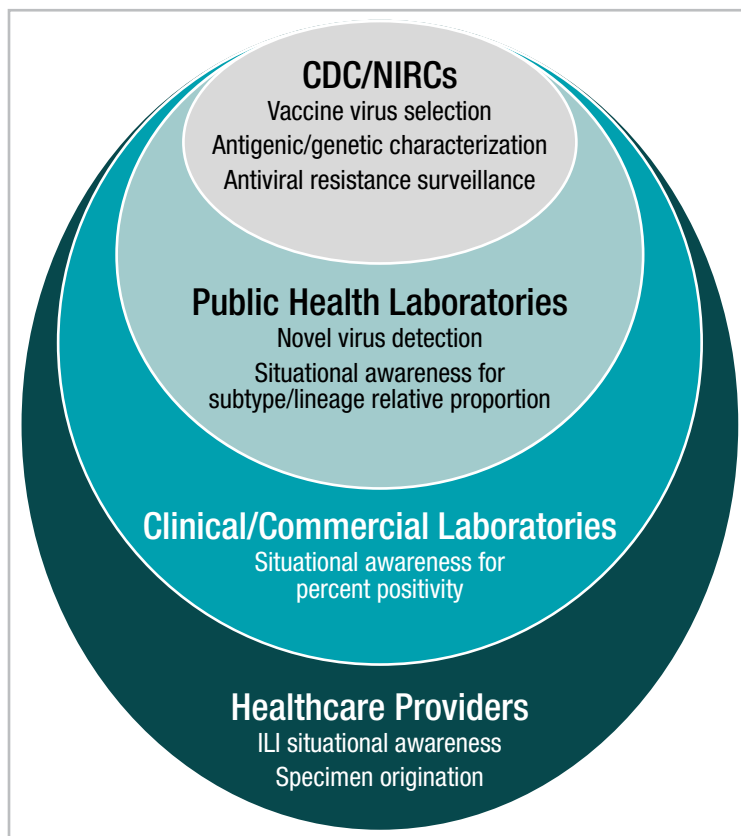 CDC/NIRCs
Vaccine virus selection
Antigenic/genetic characterization
Antiviral resistance surveillance
Public Health Laboratories
Novel virus detection
Situational awareness for
subtype/lineage relative proportion
Clinical/Commercial Laboratories
Situational awareness for
percent positivity
Healthcare Providers
ILI situational awareness
Specimen origination